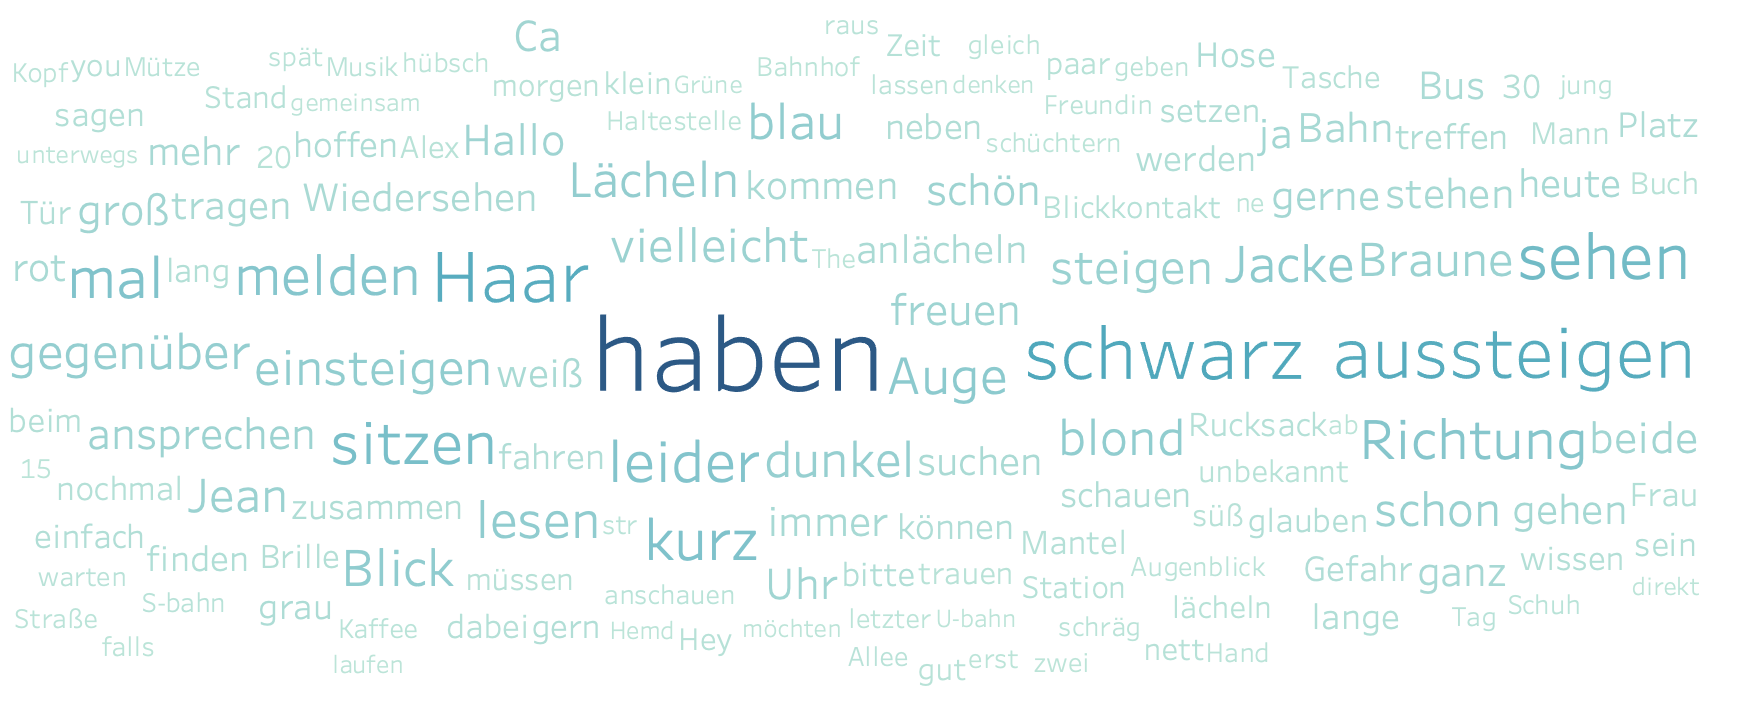 raus
Ca Zeit gleich Hose
Kopf you Mütze spät Musik hübsch Bahnhof paar geben Tasche
morgen klein Grüne lassen denken Bus 30 jung
sagen Stand gemeinsam Haltestelle blau neben Freundin setzen
unterwegs mehr 20 hoffen Alex Hallo schüchtern werden ja Bahn treffen Mann Platz
Tür groß tragen Wiedersehen Lächeln kommen schön Blickkontakt ne gerne stehen heute Buch
rot mal lang melden Haar vielleicht The anlächeln steigen Jacke Braune sehen
freuen
gegenüber einsteigen weiß haben Auge schwarz aussteigen
beim ansprechen sitzen fahren leider dunkel suchen blond Rucksack ab Richtung beide
15 unbekannt
nochmal Jean zusammen lesen str kurz immer können schauen süß glauben schon gehen Frau
einfach finden Brille Blick Mantel wissen sein
warten müssen Uhr bitte trauen Station Augenblick Gefahr ganz direkt
Straße S-bahn grau anschauen lächeln lange Tag Schuh
falls Kaffee dabei gern Hemd Hey möchten letzter U-bahn schräg
laufen Allee gut erst zwei nett Hand